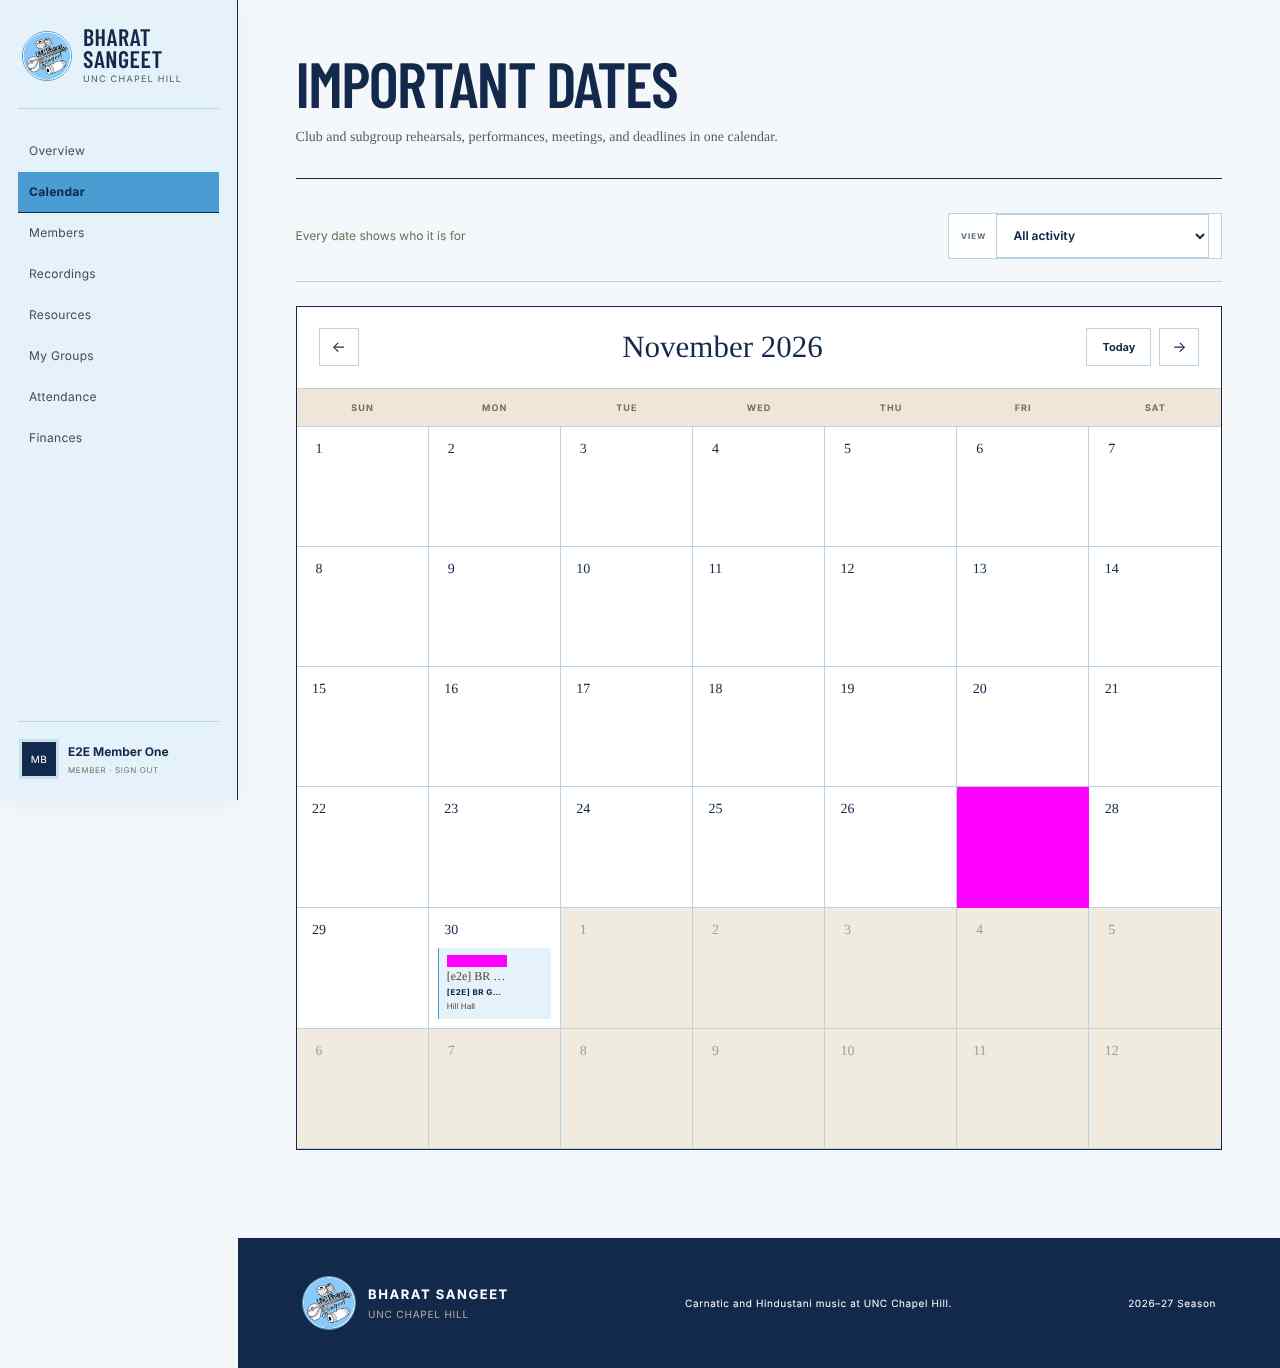 BHARAT
SANGEET
UNC CHAPEL HILL
Overview
Calendar
Members
Recordings
Resources
My Groups
Attendance
Finances
MB
E2E Member One
MEMBER · SIGN OUT
IMPORTANT DATES
Club and subgroup rehearsals, performances, meetings, and deadlines in one calendar.
Every date shows who it is for
VIEW All activity
← November 2026 Today →
SUN MON TUE WED THU FRI SAT
1 2 3 4 5 6 7
8 9 10 11 12 13 14
15 16 17 18 19 20 21
22 23 24 25 26 28
29 30 1 2 3 4 5
[e2e] BR …
[E2E] BR G…
Hill Hall
6 7 8 9 10 11 12
BHARAT SANGEET
UNC CHAPEL HILL
Carnatic and Hindustani music at UNC Chapel Hill.
2026–27 Season